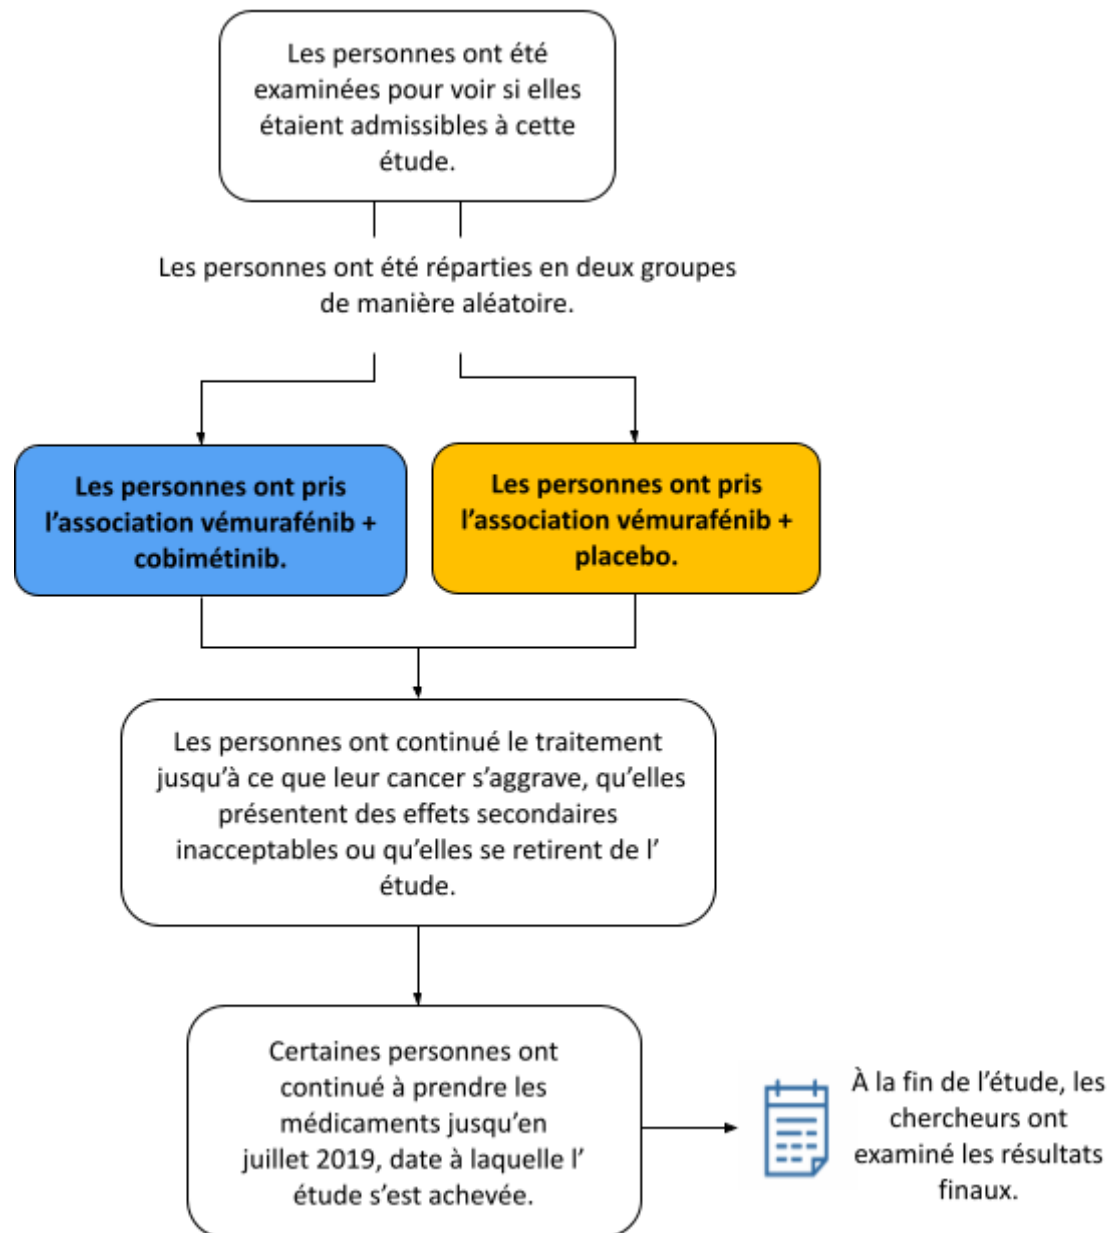 Les personnes ont été
examinées pour voir si elles
étaient admissibles à cette
étude.
Les personnes ont été réparties en deux groupes
de manière aléatoire.
Les personnes ont pris
l’association vémurafénib +
cobimétinib.
Les personnes ont pris
l’association vémurafénib +
placebo.
Les personnes ont continué le traitement
jusqu’à ce que leur cancer s’aggrave, qu’elles
présentent des effets secondaires
inacceptables ou qu’elles se retirent de l’
étude.
Certaines personnes ont
continué à prendre les
médicaments jusqu’en
juillet 2019, date à laquelle l’
étude s’est achevée.
À la fin de l’étude, les
chercheurs ont
examiné les résultats
finaux.